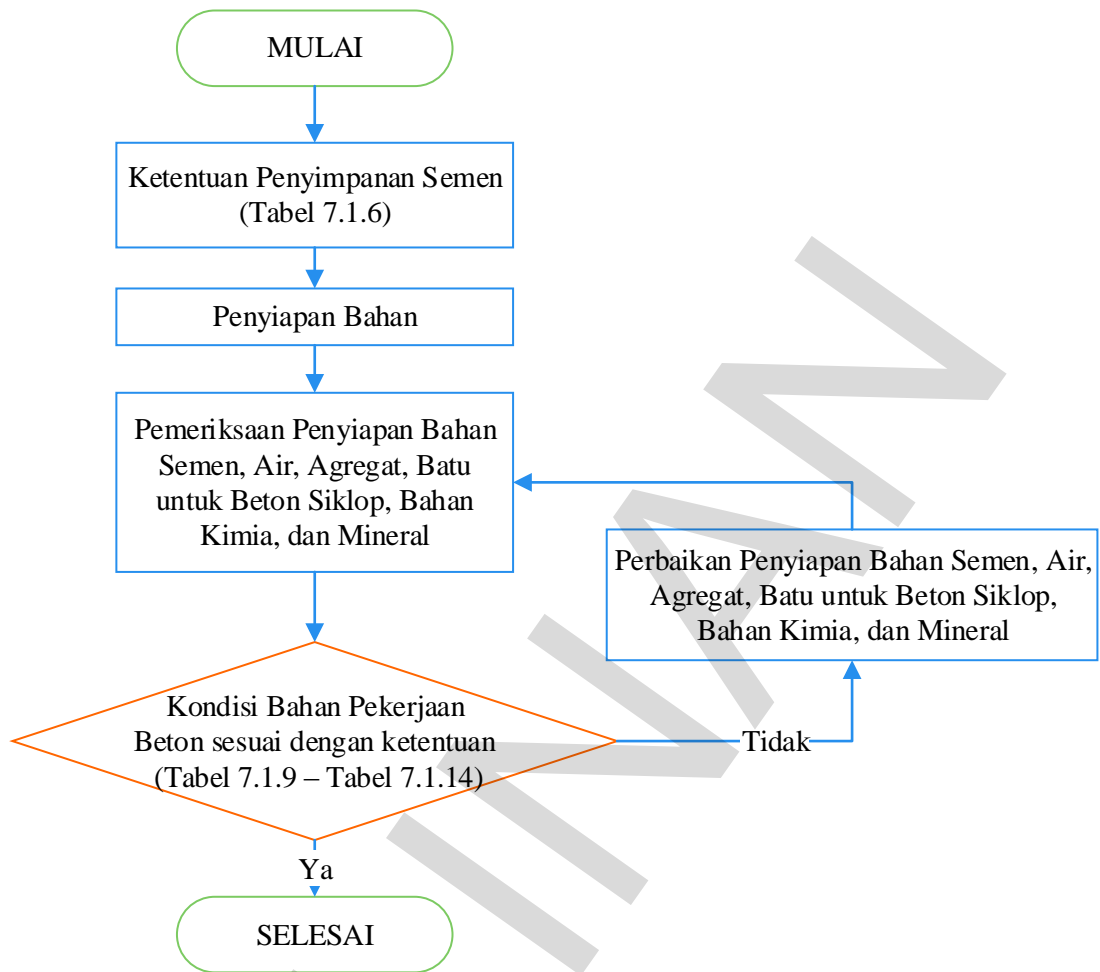 MULAI
Ketentuan Penyimpanan Semen
(Tabel 7.1.6)
Penyiapan Bahan
Pemeriksaan Penyiapan Bahan
Semen, Air, Agregat, Batu
untuk Beton Siklop, Bahan
Kimia, dan Mineral
Perbaikan Penyiapan Bahan Semen, Air,
Agregat, Batu untuk Beton Siklop,
Bahan Kimia, dan Mineral
Kondisi Bahan Pekerjaan
Beton sesuai dengan ketentuan
(Tabel 7.1.9 – Tabel 7.1.14)
Tidak
Ya
SELESAI